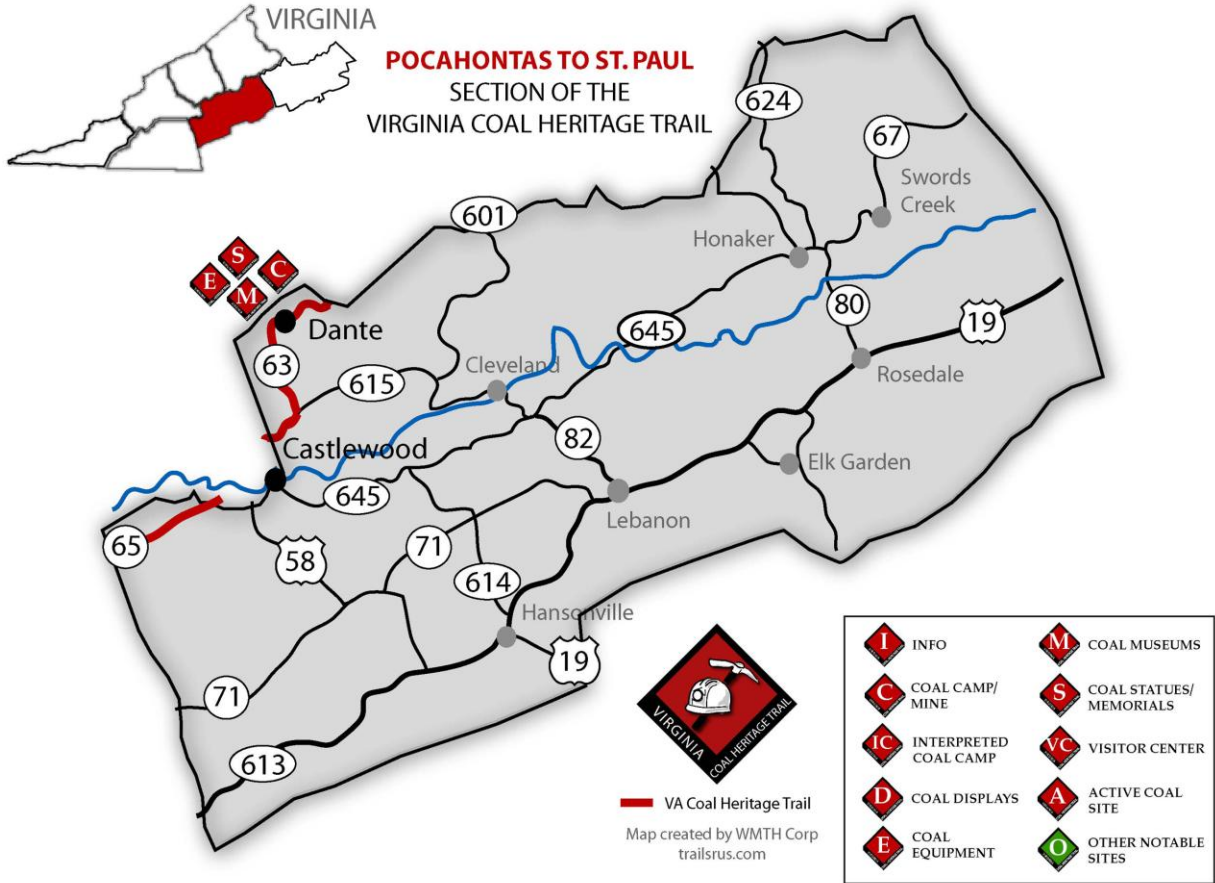 VIRGINIA
POCAHONTAS TO ST. PAUL
SECTION OF THE
VIRGINIA COAL HERITAGE TRAIL
624
67
Swords
Creek
601
Honaker
S
E
C
M
80
Dante
645
19
63
615
Cleveland
Rosedale
Castlewood
82
Elk Garden
645
Lebanon
65
71
58
614
Hansonville
19
71
613
VIRGINIA
COAL HERITAGE TRAIL
VA Coal Heritage Trail
Map created by WMTH Corp
trailsrus.com
I INFO
C COAL CAMP/
MINE
IC INTERPRETED
COAL CAMP
D COAL DISPLAYS
E COAL
EQUIPMENT
M COAL MUSEUMS
S COAL STATUES/
MEMORIALS
VC VISITOR CENTER
A ACTIVE COAL
SITE
O OTHER NOTABLE
SITES